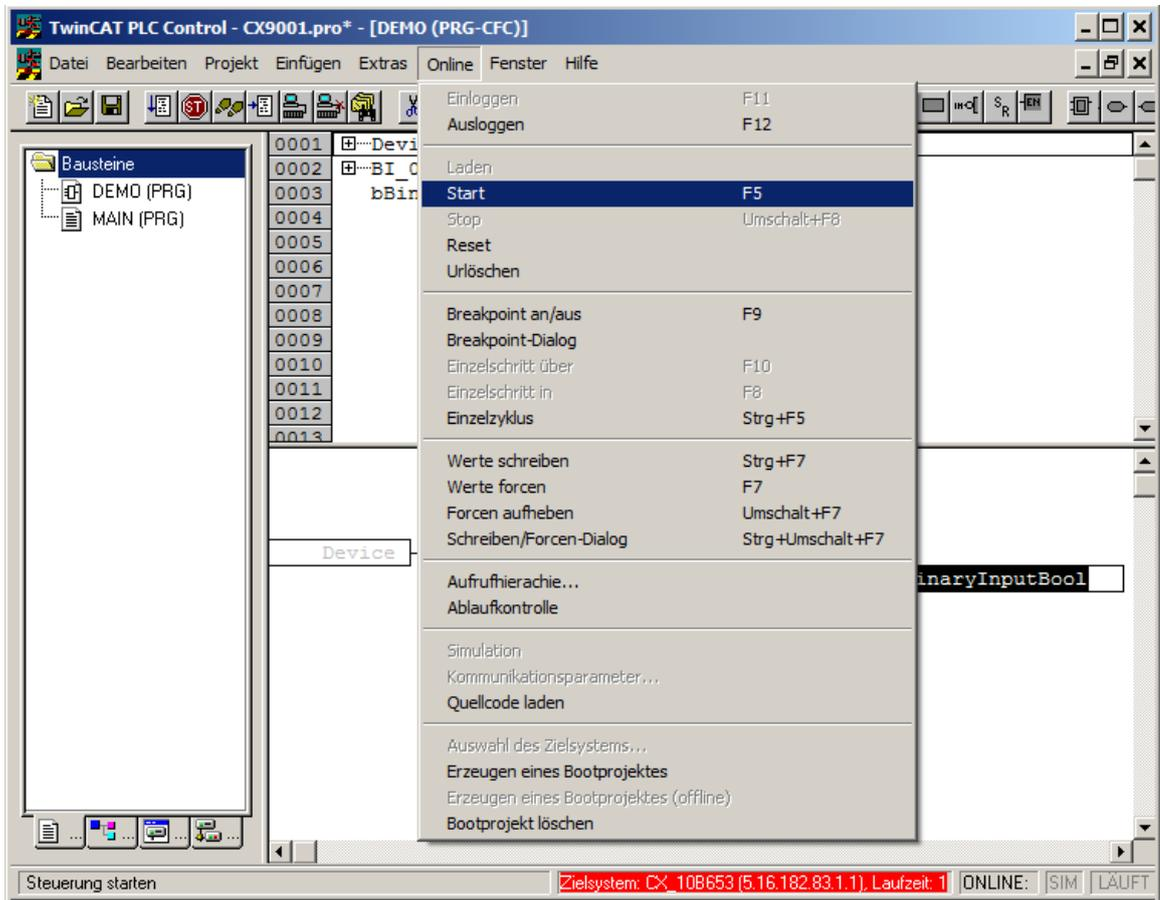 TwinCAT PLC Control - CX9001.pro* - [DEMO (PRG-CFC)]
Datei Bearbeiten Projekt Einfügen Extras Online Fenster Hilfe
Bausteine
DEMO (PRG)
MAIN (PRG)
0001 Devi
0002 BI_0
0003 bBin
0004
0005
0006
0007
0008
0009
0010
0011
0012
0013
Device
inaryInputBool
Einloggen F11
Ausloggen F12
Laden
Start F5
Stop Umschalt+F8
Reset
Urlöschen
Breakpoint an/aus F9
Breakpoint-Dialog
Einzelschritt über F10
Einzelschritt in F8
Einzelzyklus Strg+F5
Werte schreiben Strg+F7
Werte forcen F7
Forcen aufheben Umschalt+F7
Schreiben/Forcen-Dialog Strg+Umschalt+F7
Aufrufhierachie...
Ablaufkontrolle
Simulation
Kommunikationsparameter...
Quellcode laden
Auswahl des Zielsystems...
Erzeugen eines Bootprojektes
Erzeugen eines Bootprojektes (offline)
Bootprojekt löschen
Steuerung starten Zielsystem: CX_10B653 (5.16.182.83.1.1), Laufzeit: 1 ONLINE: SIM LÄUFT